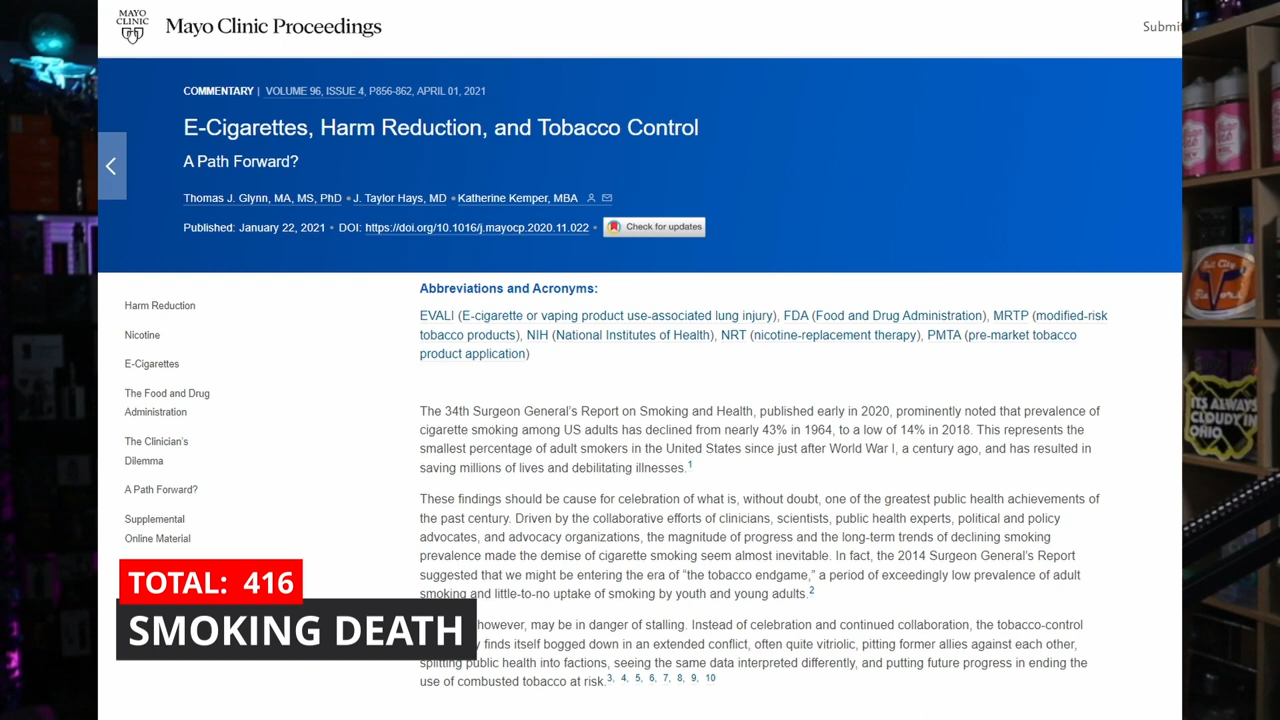 MAYO
CLINIC
Mayo Clinic Proceedings
Submi
COMMENTARY | VOLUME 96, ISSUE 4, P856-862, APRIL 01, 2021
E-Cigarettes, Harm Reduction, and Tobacco Control
A Path Forward?
Thomas J. Glynn, MA, MS, PhD • J. Taylor Hays, MD • Katherine Kemper, MBA
Published: January 22, 2021 • DOI: https://doi.org/10.1016/j.mayocp.2020.11.022 •
Check for updates
Harm Reduction
Nicotine
E-Cigarettes
The Food and Drug
Administration
The Clinician's
Dilemma
A Path Forward?
Supplemental
Online Material
Abbreviations and Acronyms:
EVALI (E-cigarette or vaping product use-associated lung injury), FDA (Food and Drug Administration), MRTP (modified-risk
tobacco products), NIH (National Institutes of Health), NRT (nicotine-replacement therapy), PMTA (pre-market tobacco
product application)
The 34th Surgeon General's Report on Smoking and Health, published early in 2020, prominently noted that prevalence of
cigarette smoking among US adults has declined from nearly 43% in 1964, to a low of 14% in 2018. This represents the
smallest percentage of adult smokers in the United States since just after World War I, a century ago, and has resulted in
saving millions of lives and debilitating illnesses.1
These findings should be cause for celebration of what is, without doubt, one of the greatest public health achievements of
the past century. Driven by the collaborative efforts of clinicians, scientists, public health experts, political and policy
advocates, and advocacy organizations, the magnitude of progress and the long-term trends of declining smoking
prevalence made the demise of cigarette smoking seem almost inevitable. In fact, the 2014 Surgeon General's Report
suggested that we might be entering the era of "the tobacco endgame," a period of exceedingly low prevalence of adult
smoking and little-to-no uptake of smoking by youth and young adults.2
however, may be in danger of stalling. Instead of celebration and continued collaboration, the tobacco-control
finds itself bogged down in an extended conflict, often quite vitriolic, pitting former allies against each other,
splitting public health into factions, seeing the same data interpreted differently, and putting future progress in ending the
use of combusted tobacco at risk.3, 4, 5, 6, 7, 8, 9, 10
TOTAL: 416
SMOKING DEATH
ITS ALWAYS
CLOUDY IN
OHIO